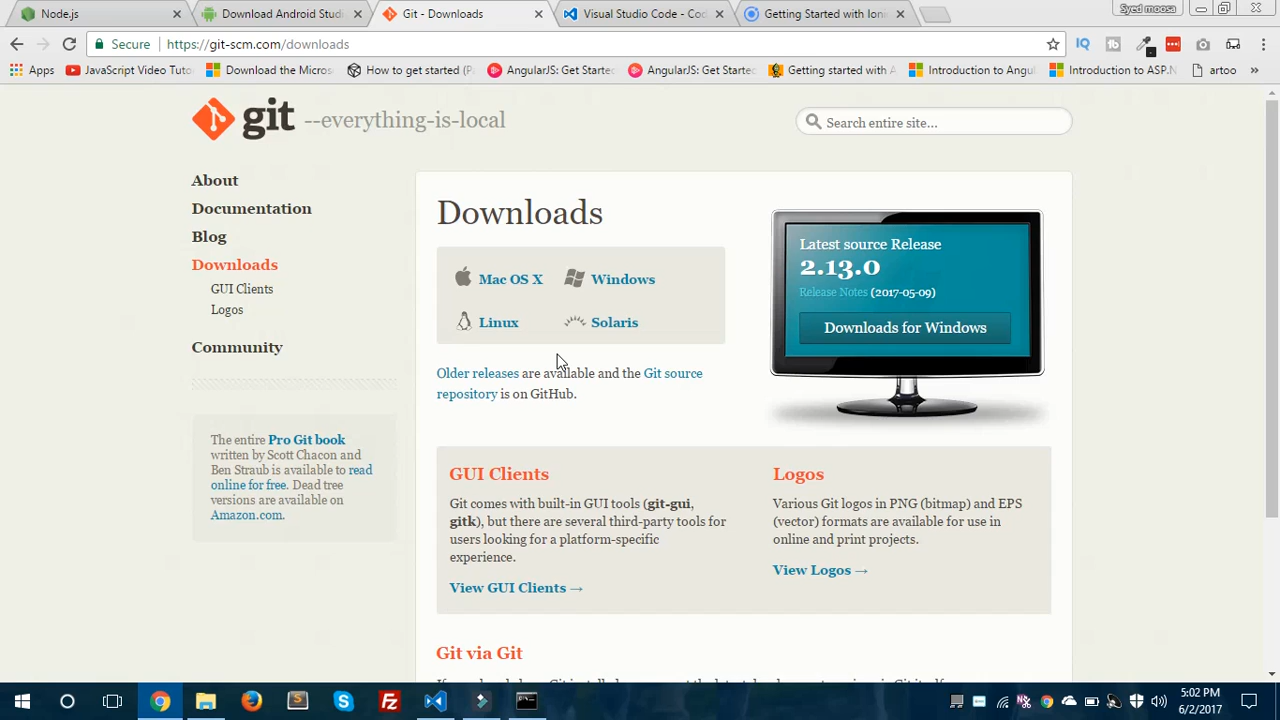 Node.js
Download Android Stud
Git - Downloads
Visual Studio Code - Cod
Getting Started with Ioni
Syed moosa
Secure
https://git-scm.com/downloads
Apps
JavaScript Video Tuto
Download the Micros
How to get started (P
AngularJS: Get Starte
AngularJS: Get Starte
Getting started with A
Introduction to Angu
Introduction to ASP.N
artoo
»
git --everything-is-local
Search entire site...
About
Documentation
Blog
Downloads
GUI Clients
Logos
Community
The entire Pro Git book
written by Scott Chacon and
Ben Straub is available to read
online for free. Dead tree
versions are available on
Amazon.com.
Downloads
Mac OS X
Windows
Linux
Solaris
Older releases are available and the Git source
repository is on GitHub.
Latest source Release
2.13.0
Release Notes (2017-05-09)
Downloads for Windows
GUI Clients
Git comes with built-in GUI tools (git-gui,
gitk), but there are several third-party tools for
users looking for a platform-specific
experience.
View GUI Clients →
Logos
Various Git logos in PNG (bitmap) and EPS
(vector) formats are available for use in
online and print projects.
View Logos →
Git via Git
5:02 PM
6/2/2017